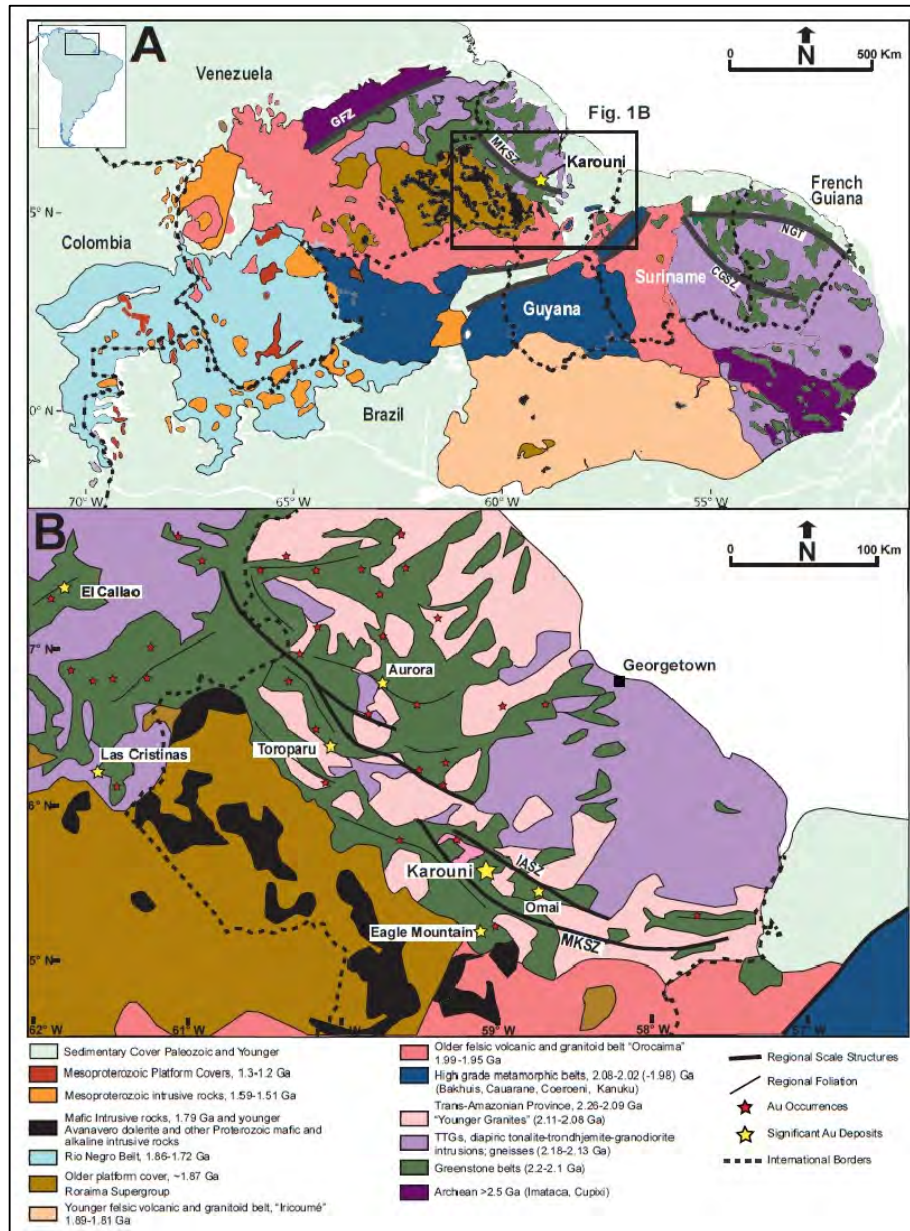 A
N
0 500 Km
Venezuela
GFZ
Fig. 1B
MKSZ
Karouni
French
Guiana
5° N
Colombia
NGT
CGSZ
Suriname
Guyana
0° N
Brazil
70° W 65° W 60° W 55° W
B
N
0 100 Km
El Callao
7° N
Georgetown
Aurora
Toroparu
Las Cristinas
6° N
IASZ
Karouni
Omai
Eagle Mountain
MKSZ
5° N
62° W 61° W 59° W 58° W 57° W
Sedimentary Cover Paleozoic and Younger
Mesoproterozoic Platform Covers, 1.3-1.2 Ga
Mesoproterozoic intrusive rocks, 1.59-1.51 Ga
Mafic Intrusive rocks, 1.79 Ga and younger
Avanavero dolerite and other Proterozoic mafic and
alkaline intrusive rocks
Rio Negro Belt, 1.86-1.72 Ga
Older platform cover, ~1.87 Ga
Roraima Supergroup
Younger felsic volcanic and granitoid belt, "Iricoumé"
1.89-1.81 Ga
Older felsic volcanic and granitoid belt "Orocaima"
1.99-1.95 Ga
High grade metamorphic belts, 2.08-2.02 (-1.98) Ga
(Bakhuis, Cauarane, Coeroeni, Kanuku)
Trans-Amazonian Province, 2.26-2.09 Ga
"Younger Granites" (2.11-2.08 Ga)
TTGs, diapiric tonalite-trondhjemite-granodiorite
intrusions; gneisses (2.18-2.13 Ga)
Greenstone belts (2.2-2.1 Ga)
Archean >2.5 Ga (Imataca, Cupixi)
Regional Scale Structures
Regional Foliation
Au Occurrences
Significant Au Deposits
International Borders